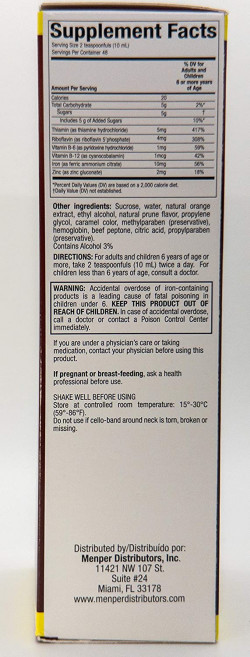 Supplement Facts
Serving Size 2 teaspoonfuls (10 mL)
Servings Per Container 48
% DV for
Adults and
Children
6 or more years
of Age
Amount Per Serving
Calories 20
Total Carbohydrate 5g 2%*
Sugars 5g †
Includes 5 g of Added Sugars 10%*
Thiamin (as thiamine hydrochloride) 5mg 417%
Riboflavin (as riboflavin 5'phosphate) 4mg 308%
Vitamin B-6 (as pyridoxine hydrochloride) 1mg 59%
Vitamin B-12 (as cyanocobalamin) 1mcg 42%
Iron (as ferric ammonium citrate) 10mg 56%
Zinc (as zinc gluconate) 2mg 18%
*Percent Daily Values (DV) are based on a 2,000 calorie diet.
†Daily Value (DV) not established.
Other ingredients: Sucrose, water, natural orange
extract, ethyl alcohol, natural prune flavor, propylene
glycol, caramel color, methylparaben (preservative),
hemoglobin, beef peptone, citric acid, propylparaben
(preservative).
Contains Alcohol 3%
DIRECTIONS: For adults and children 6 years of age or
more, take 2 teaspoonfuls (10 mL) twice a day. For
children less than 6 years of age, consult a doctor.
WARNING: Accidental overdose of iron-containing
products is a leading cause of fatal poisoning in
children under 6. KEEP THIS PRODUCT OUT OF
REACH OF CHILDREN. In case of accidental overdose,
call a doctor or contact a Poison Control Center
immediately.
If you are under a physician's care or taking
medication, contact your physician before using this
product.
If pregnant or breast-feeding, ask a health
professional before use.
SHAKE WELL BEFORE USING
Store at controlled room temperature: 15°-30°C
(59°-86°F).
Do not use if cello-band around neck is torn, broken or
missing.
Distributed by/Distribuido por:
Menper Distributors, Inc.
11421 NW 107 St.
Suite #24
Miami, FL 33178
www.menperdistributors.com